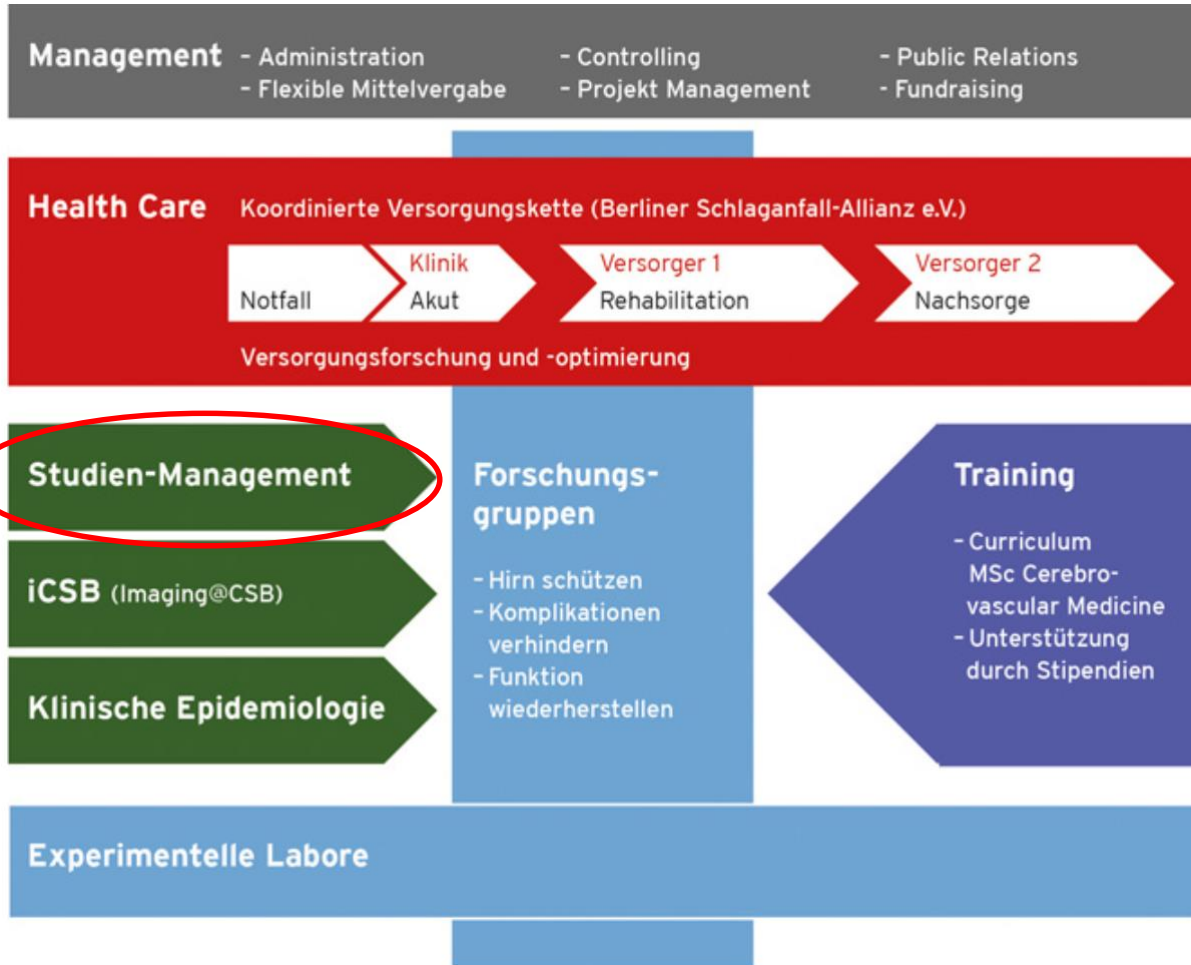 Management
– Administration
– Flexible Mittelvergabe
– Controlling
– Projekt Management
– Public Relations
- Fundraising
Health Care
Koordinierte Versorgungskette (Berliner Schlaganfall-Allianz e.V.)
Notfall
Klinik
Akut
Versorger 1
Rehabilitation
Versorger 2
Nachsorge
Versorgungsforschung und -optimierung
Studien-Management
iCSB (Imaging@CSB)
Klinische Epidemiologie
Forschungs-
gruppen
– Hirn schützen
– Komplikationen
verhindern
– Funktion
wiederherstellen
Training
– Curriculum
MSc Cerebro-
vascular Medicine
– Unterstützung
durch Stipendien
Experimentelle Labore